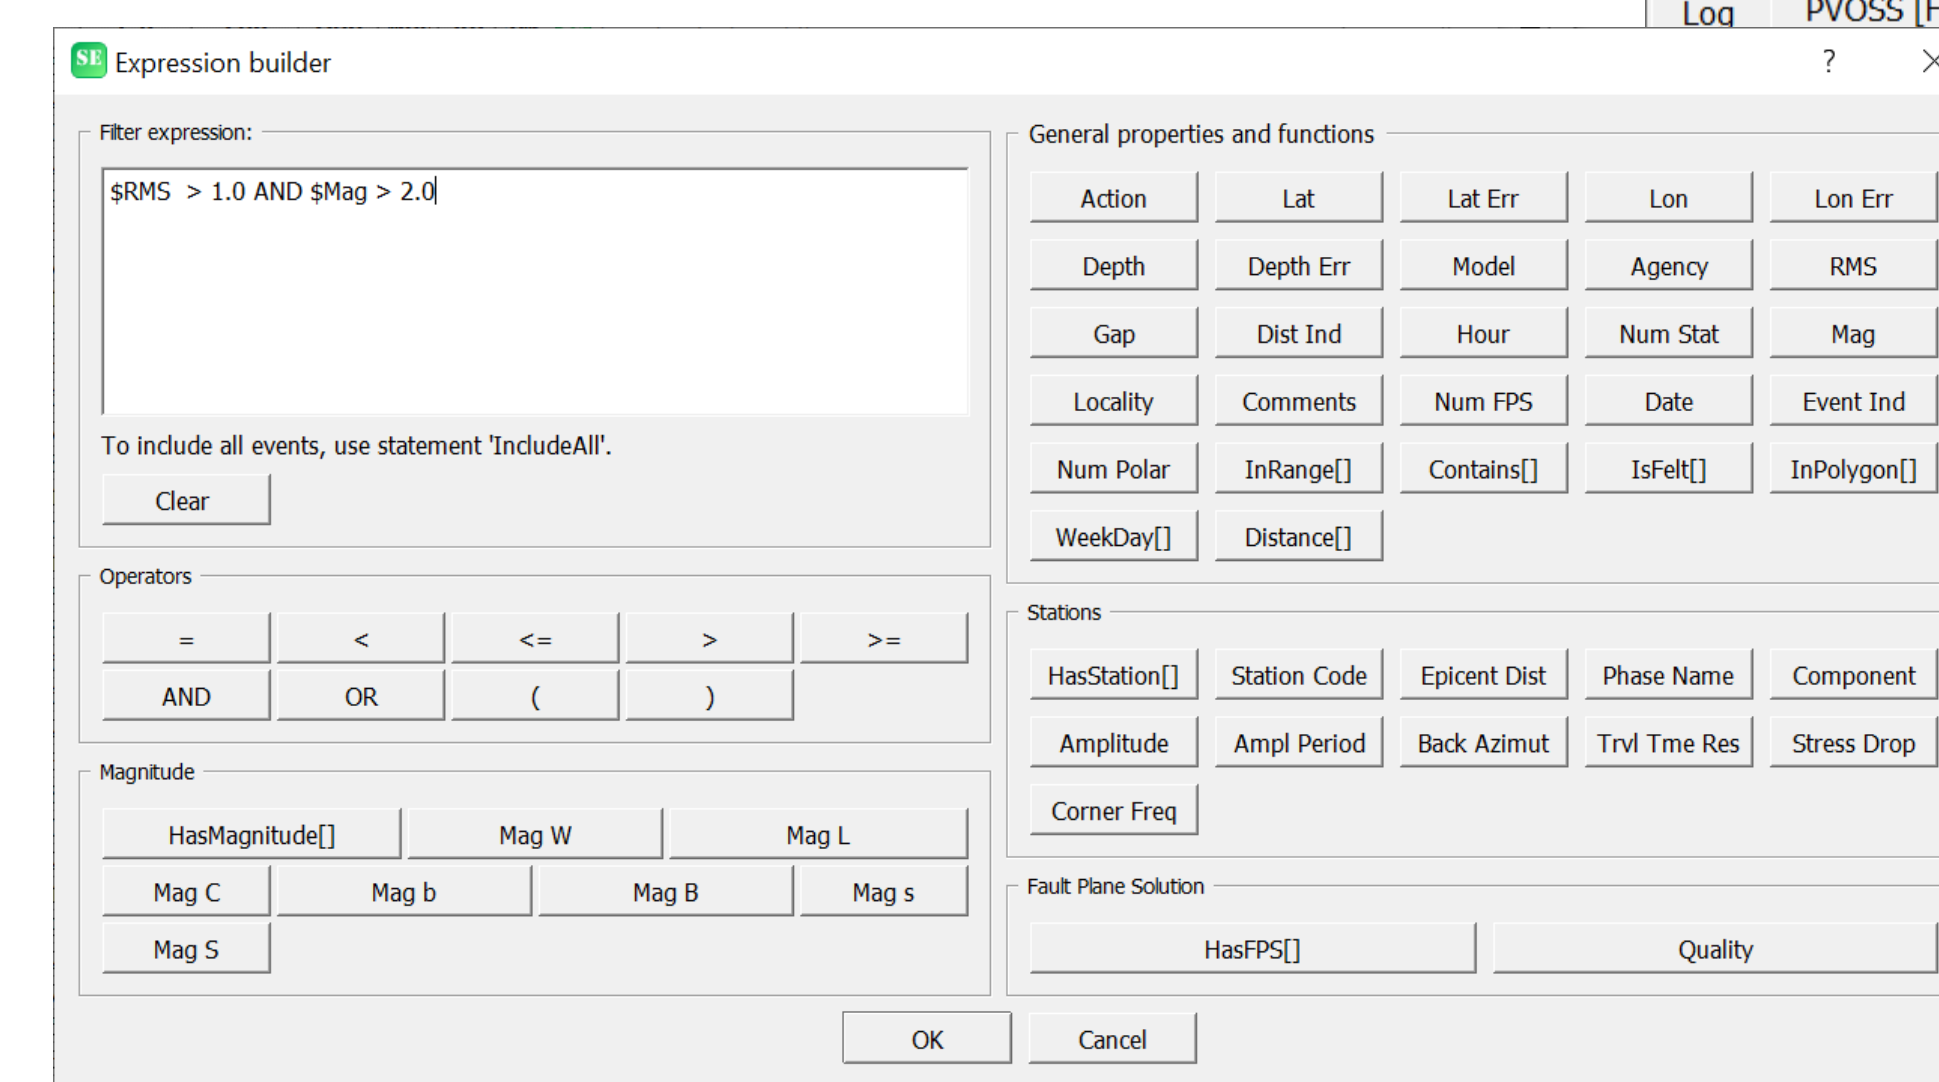 Log PVOSS [
SE Expression builder ?
Filter expression:
$RMS  > 1.0 AND $Mag > 2.0
To include all events, use statement 'IncludeAll'.
Clear
Operators
= < <= > >=
AND OR ( )
Magnitude
HasMagnitude[] Mag W Mag L
Mag C Mag b Mag B Mag s
Mag S
General properties and functions
Action Lat Lat Err Lon Lon Err
Depth Depth Err Model Agency RMS
Gap Dist Ind Hour Num Stat Mag
Locality Comments Num FPS Date Event Ind
Num Polar InRange[] Contains[] IsFelt[] InPolygon[]
WeekDay[] Distance[]
Stations
HasStation[] Station Code Epicent Dist Phase Name Component
Amplitude Ampl Period Back Azimut Trvl Tme Res Stress Drop
Corner Freq
Fault Plane Solution
HasFPS[] Quality
OK Cancel